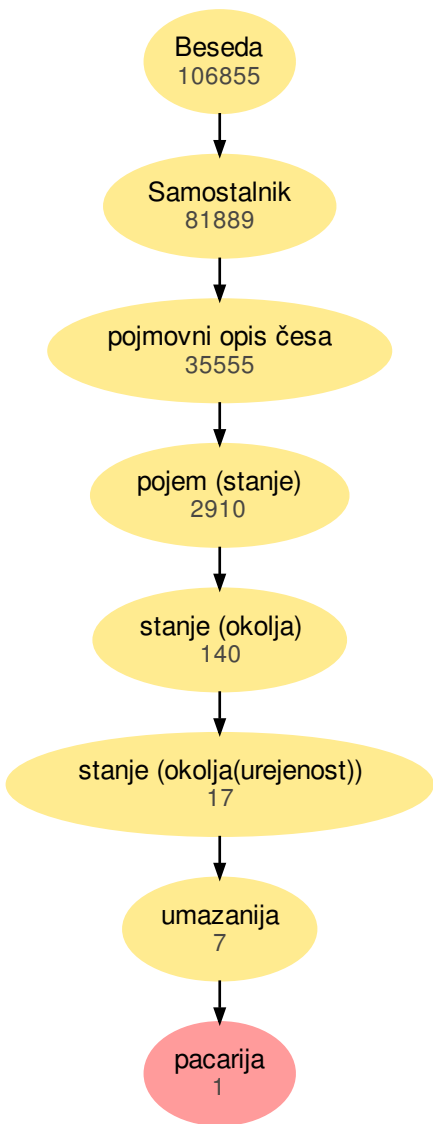 Beseda
106855
Samostalnik
81889
pojmovni opis česa
35555
pojem (stanje)
2910
stanje (okolja)
140
stanje (okolja(urejenost))
17
umazanija
7
pacarija
1